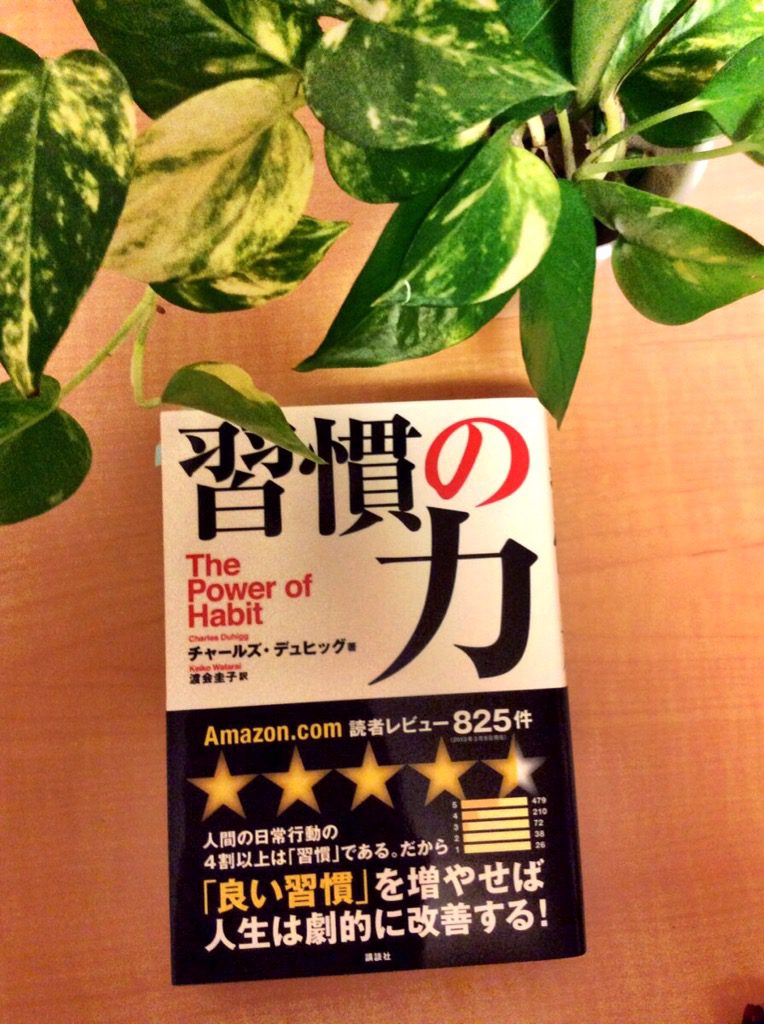 習慣の
力
The
Power of
Habit
Charles Duhigg
チャールズ・デュヒッグ 著
Keiko Watarai
渡会圭子 訳
Amazon.com 読者レビュー 825件
5 479
4 210
3 72
2 38
1 26
人間の日常行動の
4割以上は「習慣」である。だから
「良い習慣」を増やせば
人生は劇的に改善する!
講談社